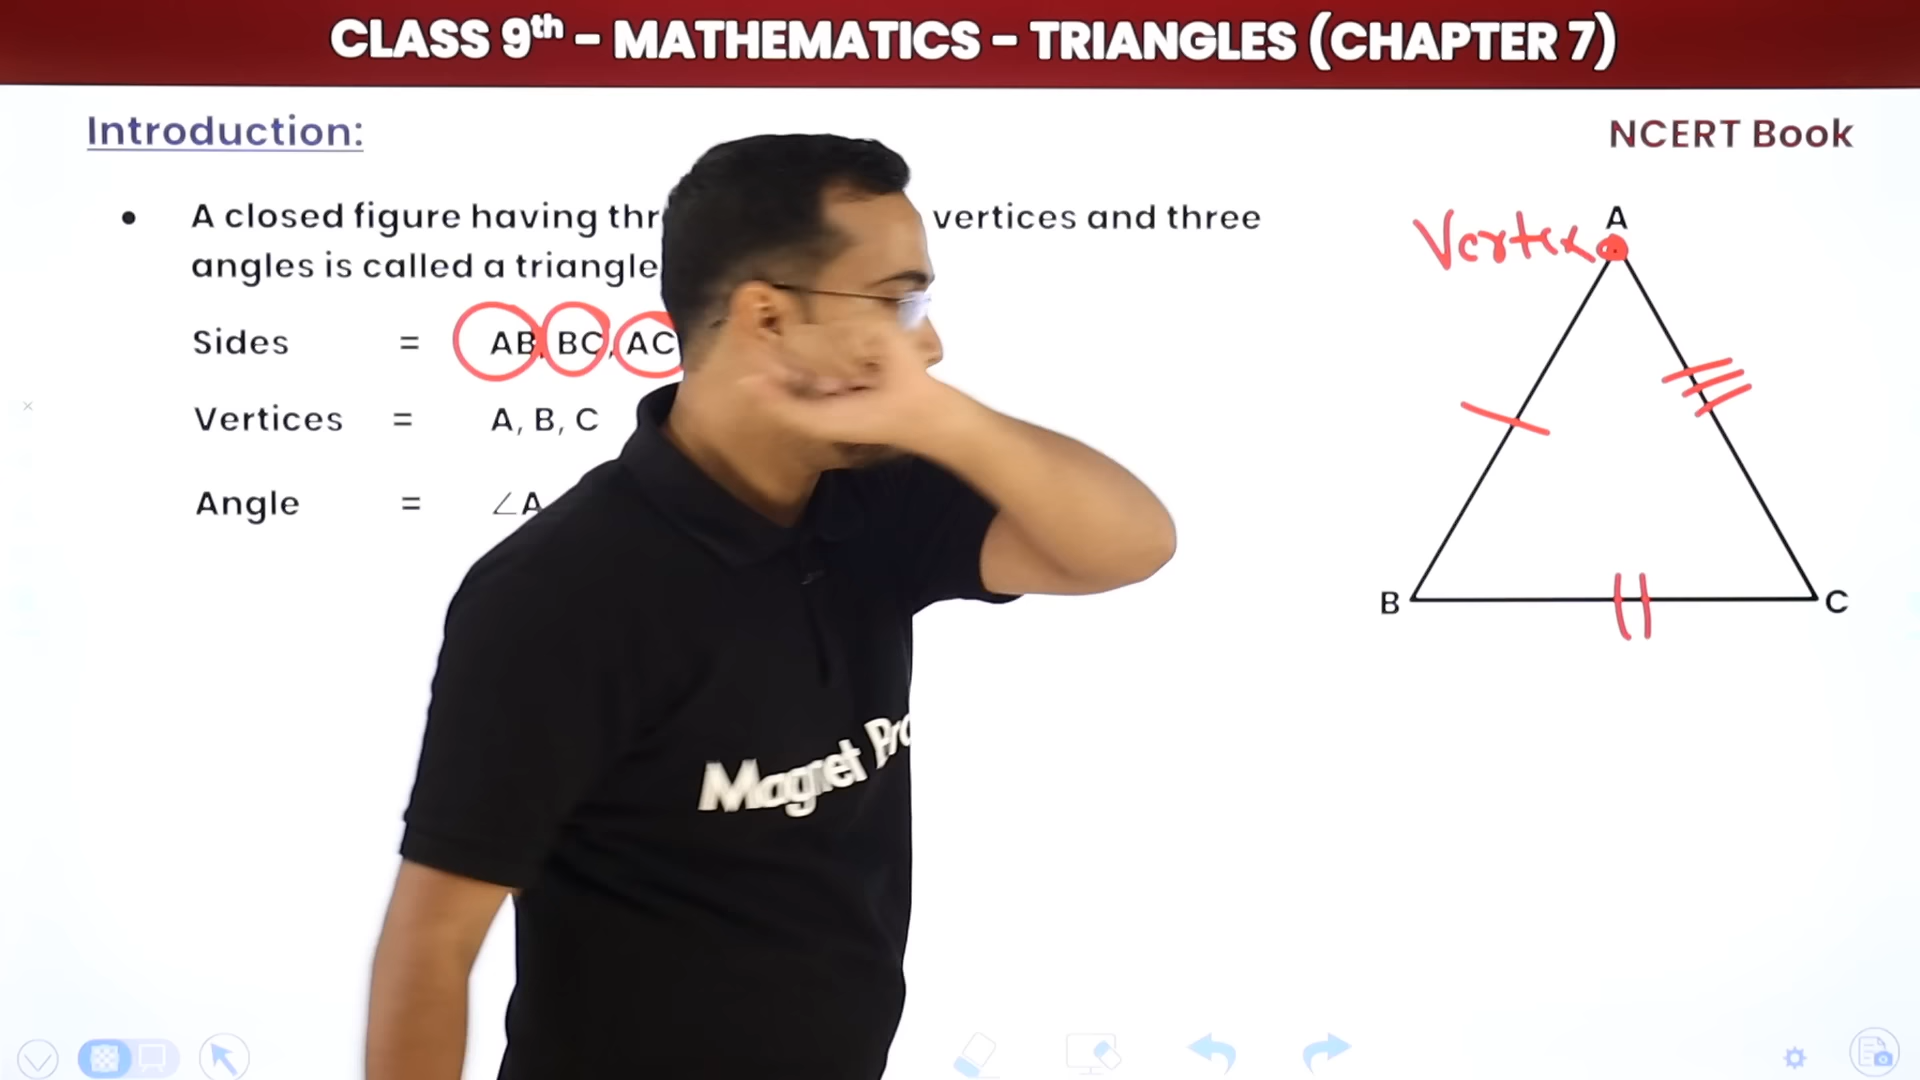 CLASS 9th - MATHEMATICS - TRIANGLES (CHAPTER 7)
Introduction:
NCERT Book
• A closed figure having vertices and three
angles is called a triangle
Sides = AB, BC, AC
Vertices = A, B, C
Angle = ∠A
Vertex
A
B
C
Magnet